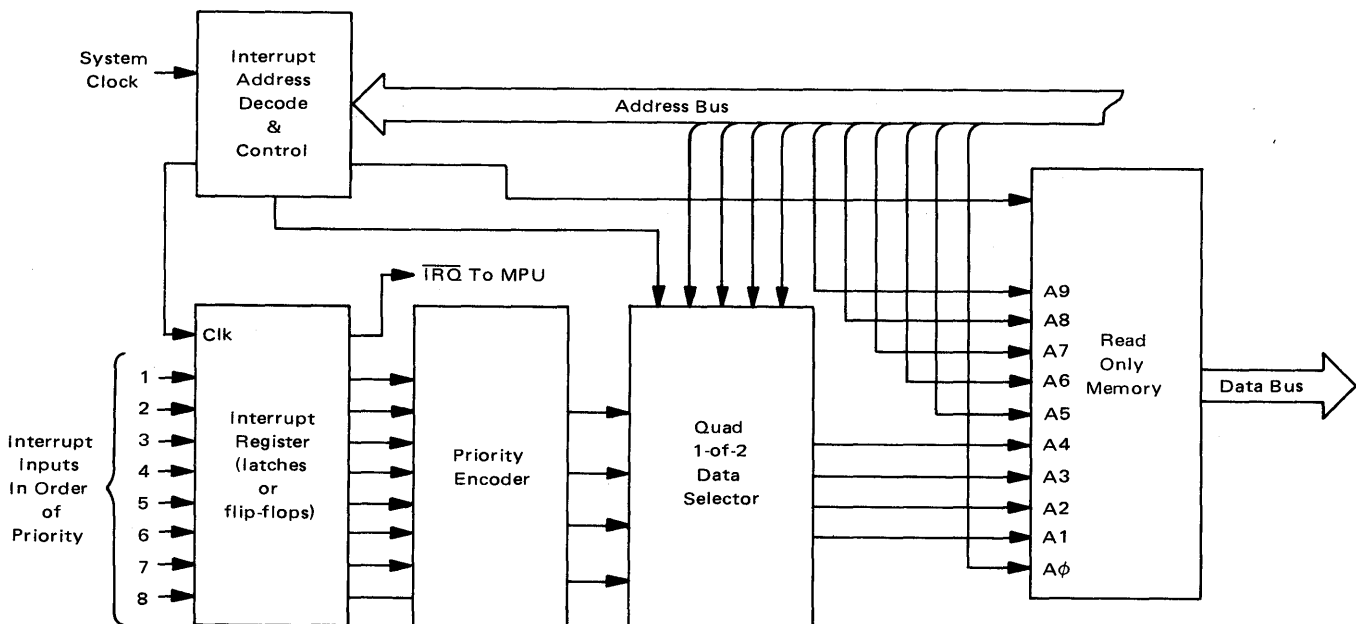 System
Clock
Interrupt
Address
Decode
&
Control
Address Bus
IRQ To MPU
Clk
Interrupt
Inputs
In Order
of
Priority
1
2
3
4
5
6
7
8
Interrupt
Register
(latches
or
flip-flops)
Priority
Encoder
Quad
1-of-2
Data
Selector
A9
A8
A7
A6
A5
A4
A3
A2
A1
Aϕ
Read
Only
Memory
Data Bus